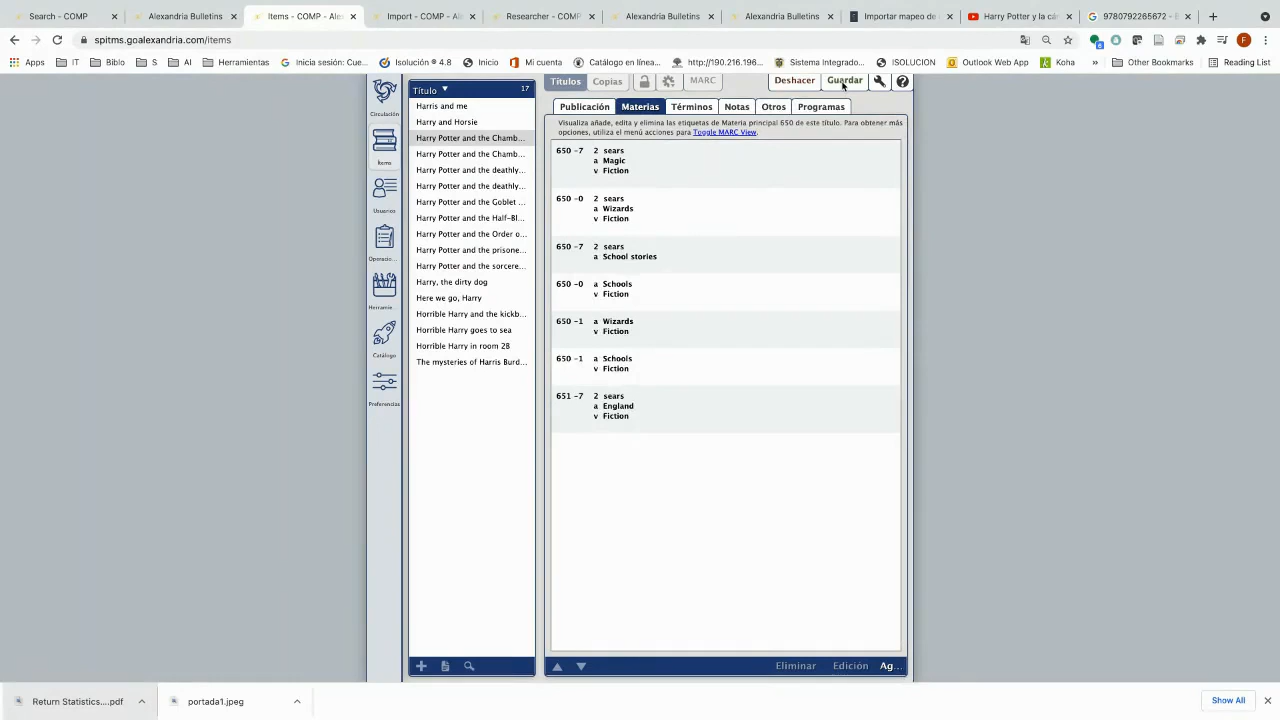 Search - COMP
Alexandria Bulletins
Items - COMP - Ale
Import - COMP - Al
Researcher - COMP
Alexandria Bulletins
Alexandria Bulletins
Importar mapeo de
Harry Potter y la cá
9780792265672 - B
spitms.goalexandria.com/items
Apps
IT
Biblo
S
AI
Herramientas
Inicia sesión: Cue...
Isolución ® 4.8
Inicio
Mi cuenta
Catálogo en línea...
http://190.216.196...
Sistema Integrado...
ISOLUCION
Outlook Web App
Koha
Other Bookmarks
Reading List
Circulación
Ítems
Usuarios
Operacio...
Herramie...
Catálogo
Preferencias
Título
17
Harris and me
Harry and Horsie
Harry Potter and the Chamb...
Harry Potter and the Chamb...
Harry Potter and the deathly...
Harry Potter and the deathly...
Harry Potter and the Goblet ...
Harry Potter and the Half-Bl...
Harry Potter and the Order o...
Harry Potter and the prisone...
Harry Potter and the sorcere...
Harry, the dirty dog
Here we go, Harry
Horrible Harry and the kickb...
Horrible Harry goes to sea
Horrible Harry in room 2B
The mysteries of Harris Burd...
Títulos
Copias
MARC
Deshacer
Guardar
Publicación
Materias
Términos
Notas
Otros
Programas
Visualiza añade, edita y elimina las etiquetas de Materia principal 650 de este título. Para obtener más
opciones, utiliza el menú acciones para Toggle MARC View.
650 -7 2 sears
a Magic
v Fiction
650 -0 2 sears
a Wizards
v Fiction
650 -7 2 sears
a School stories
650 -0 a Schools
v Fiction
650 -1 a Wizards
v Fiction
650 -1 a Schools
v Fiction
651 -7 2 sears
a England
v Fiction
Eliminar
Edición
Ag...
Return Statistics....pdf
portada1.jpeg
Show All